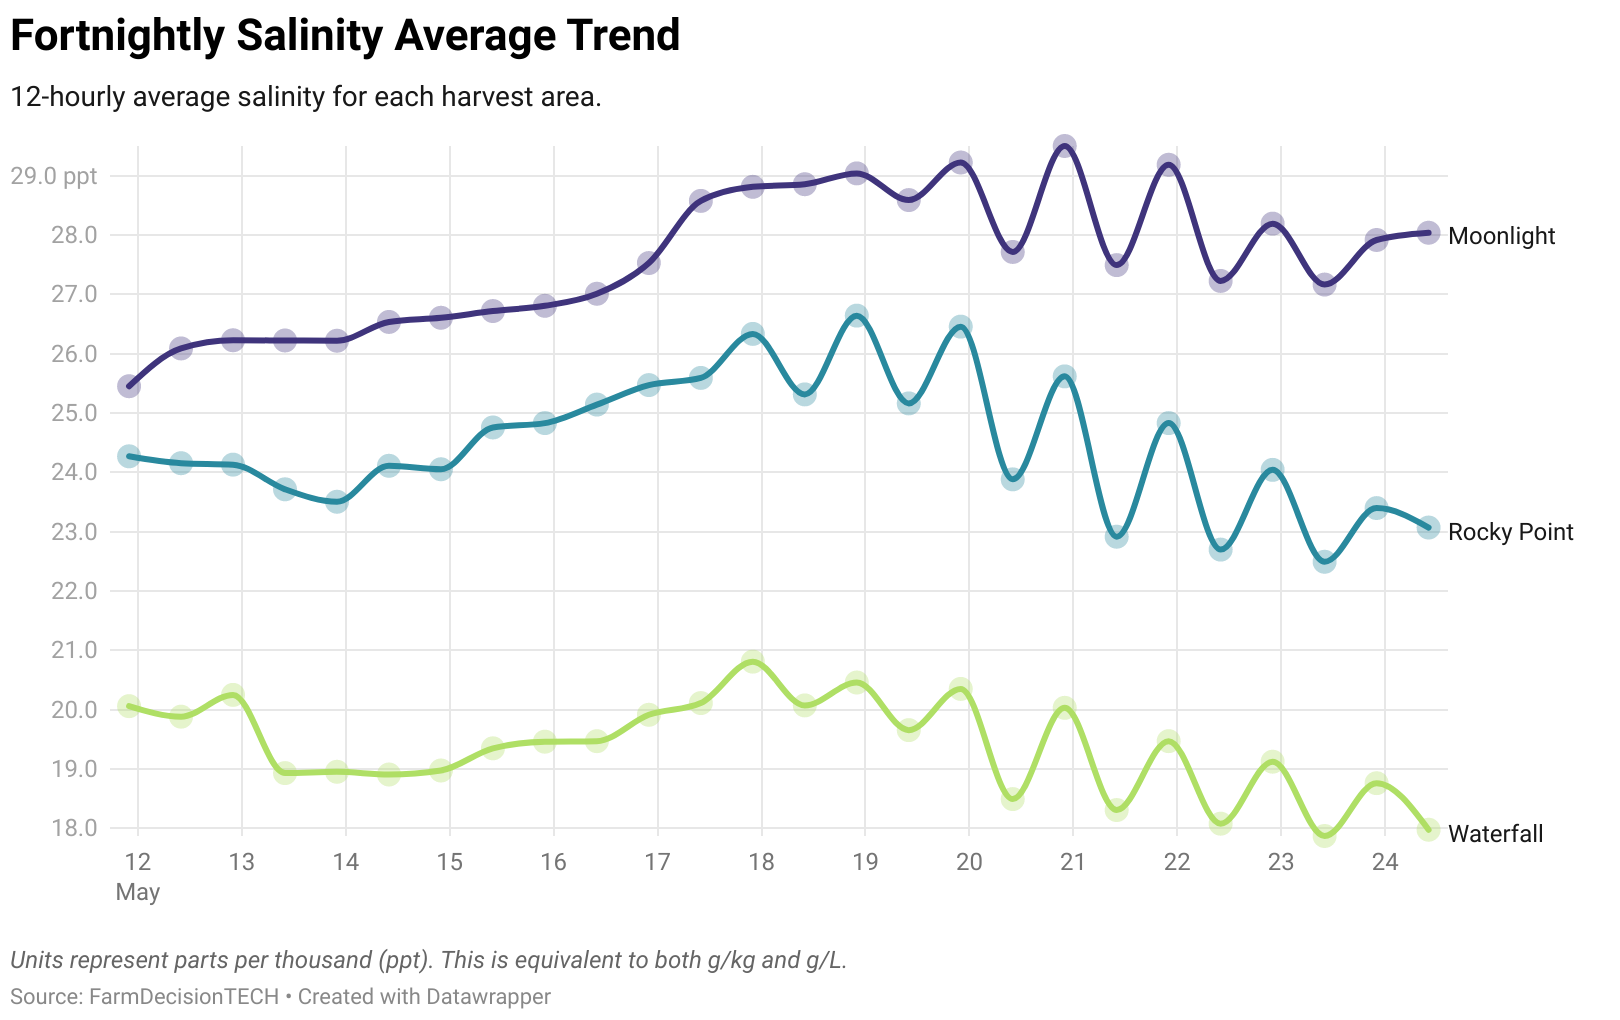 Fortnightly Salinity Average Trend
12-hourly average salinity for each harvest area.
29.0 ppt
28.0
27.0
26.0
25.0
24.0
23.0
22.0
21.0
20.0
19.0
18.0
Moonlight
Rocky Point
Waterfall
12 13 14 15 16 17 18 19 20 21 22 23 24
May
Units represent parts per thousand (ppt). This is equivalent to both g/kg and g/L.
Source: FarmDecisionTECH • Created with Datawrapper